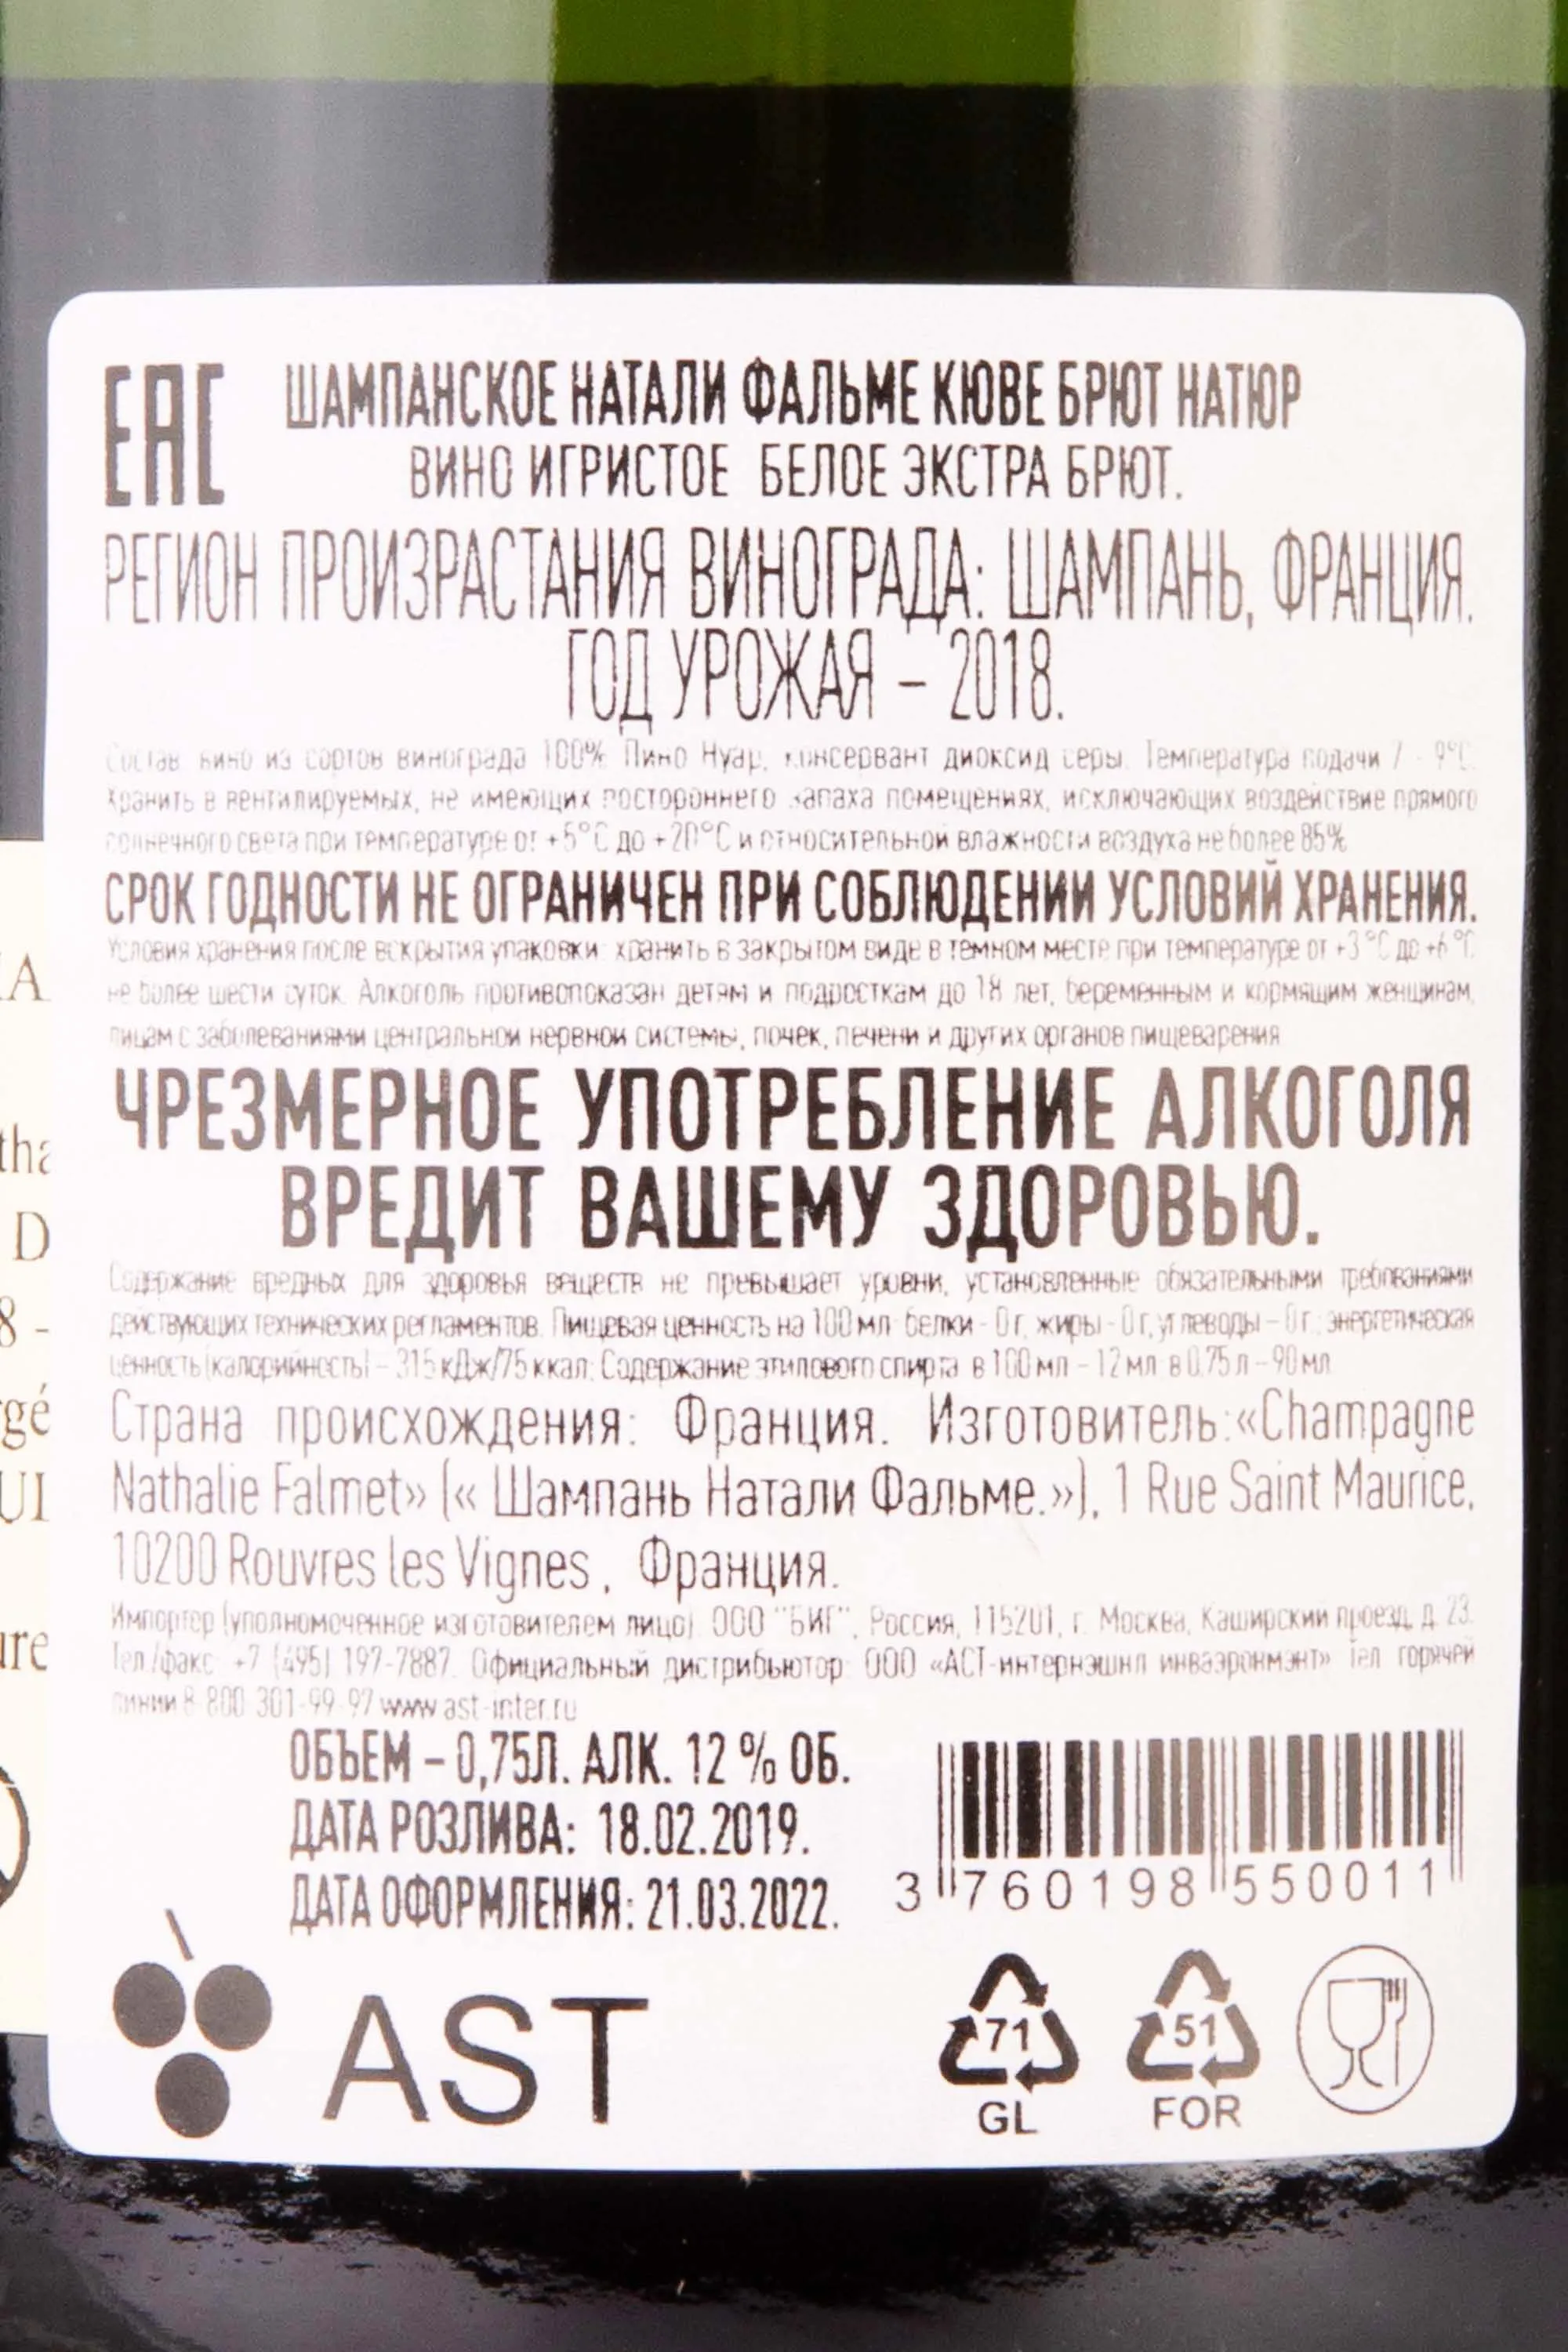 EAC
ШАМПАНСКОЕ НАТАЛИ ФАЛЬМЕ КЮВЕ БРЮТ НАТЮР
ВИНО ИГРИСТОЕ БЕЛОЕ ЭКСТРА БРЮТ.
РЕГИОН ПРОИЗРАСТАНИЯ ВИНОГРАДА: ШАМПАНЬ, ФРАНЦИЯ.
ГОД УРОЖАЯ – 2018.
Состав: вино из сортов винограда 100% Пино Нуар, консервант диоксид серы. Температура подачи 7 - 9°C.
Хранить в вентилируемых, не имеющих постороннего запаха помещениях, исключающих воздействие прямого
солнечного света при температуре от +5°C до +20°C и относительной влажности воздуха не более 85%
СРОК ГОДНОСТИ НЕ ОГРАНИЧЕН ПРИ СОБЛЮДЕНИИ УСЛОВИЙ ХРАНЕНИЯ.
Условия хранения после вскрытия упаковки: хранить в закрытом виде в темном месте при температуре от +3°C до +6°C,
не более шести суток. Алкоголь противопоказан детям и подросткам до 18 лет, беременным и кормящим женщинам,
лицам с заболеваниями центральной нервной системы, почек, печени и других органов пищеварения
ЧРЕЗМЕРНОЕ УПОТРЕБЛЕНИЕ АЛКОГОЛЯ
ВРЕДИТ ВАШЕМУ ЗДОРОВЬЮ.
Содержание вредных для здоровья веществ не превышает уровни, установленные обязательными требованиями
действующих технических регламентов. Пищевая ценность на 100 мл: белки - 0 г, жиры - 0 г, углеводы – 0 г; энергетическая
ценность (калорийность) – 315 кДж/75 ккал. Содержание этилового спирта в 100 мл – 12 мл в 0.75 л – 90 мл
Страна происхождения: Франция. Изготовитель:«Champagne
Nathalie Falmet» (« Шампань Натали Фальме.»), 1 Rue Saint Maurice,
10200 Rouvres les Vignes, Франция.
Импортер (уполномоченное изготовителем лицо): ООО "БИГ", Россия, 115201, г. Москва, Каширский проезд, д. 23.
Тел./факс: +7 (495) 197-7887. Официальный дистрибьютор: ООО «АСТ-интернэшнл инваэронмэнт» Тел. горячей
линии 8-800 301-99-97 www.ast-inter.ru
ОБЪЕМ – 0,75Л. АЛК. 12 % ОБ.
ДАТА РОЗЛИВА: 18.02.2019.
ДАТА ОФОРМЛЕНИЯ: 21.03.2022.
3 760198 550011
AST
71
GL
51
FOR
IA
tha
D
8 -
gé
UI
ure